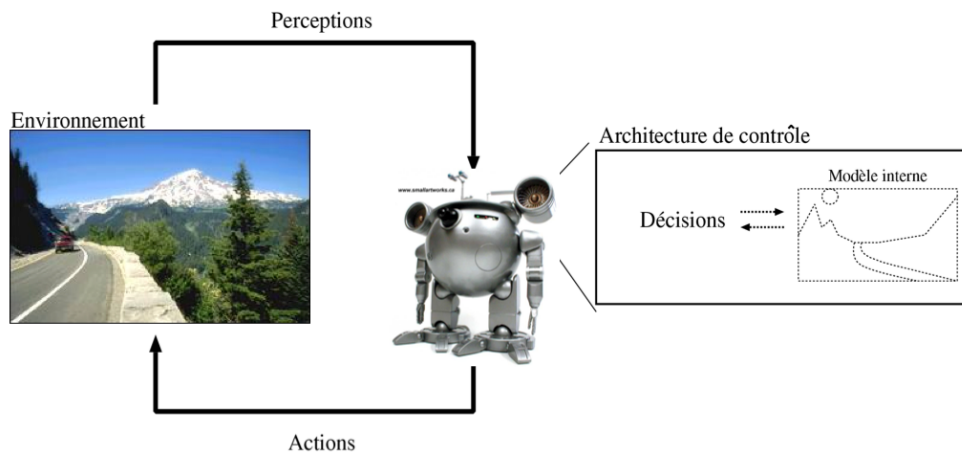 Perceptions
Environnement
Architecture de contrôle
www.smallartworks.ca
Modèle interne
Décisions
Actions